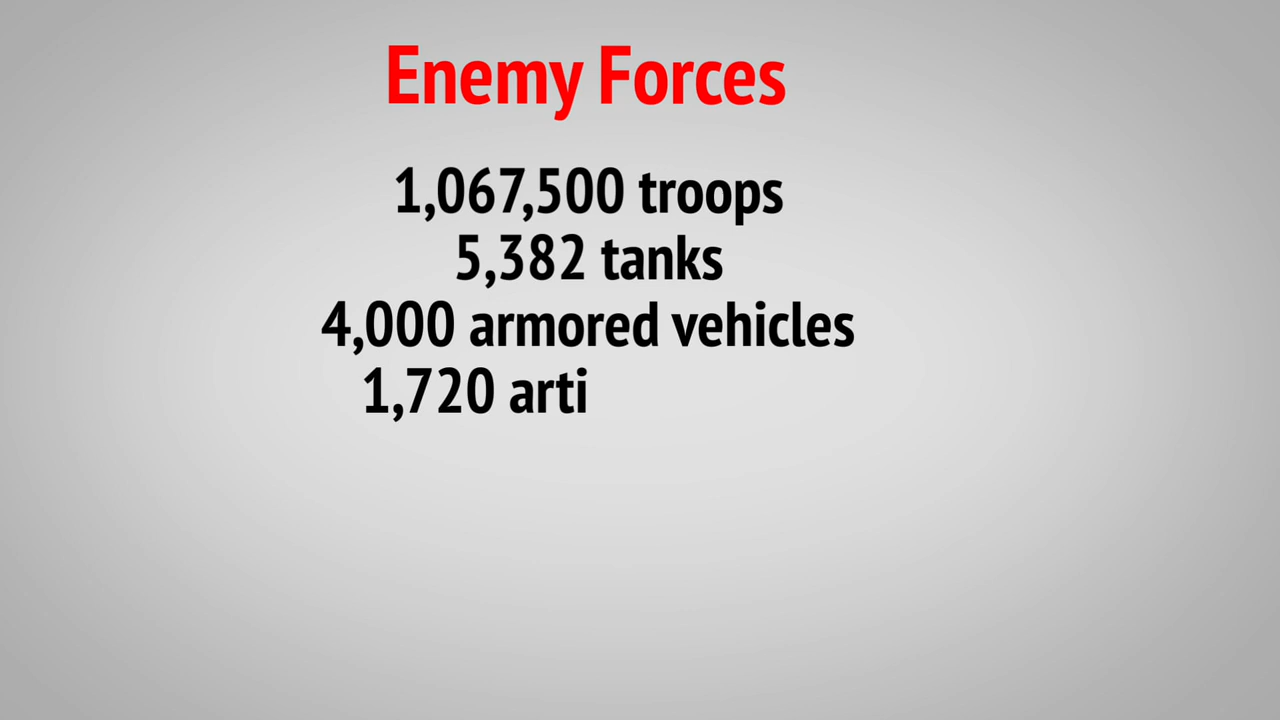 Enemy Forces
1,067,500 troops
5,382 tanks
4,000 armored vehicles
1,720 arti